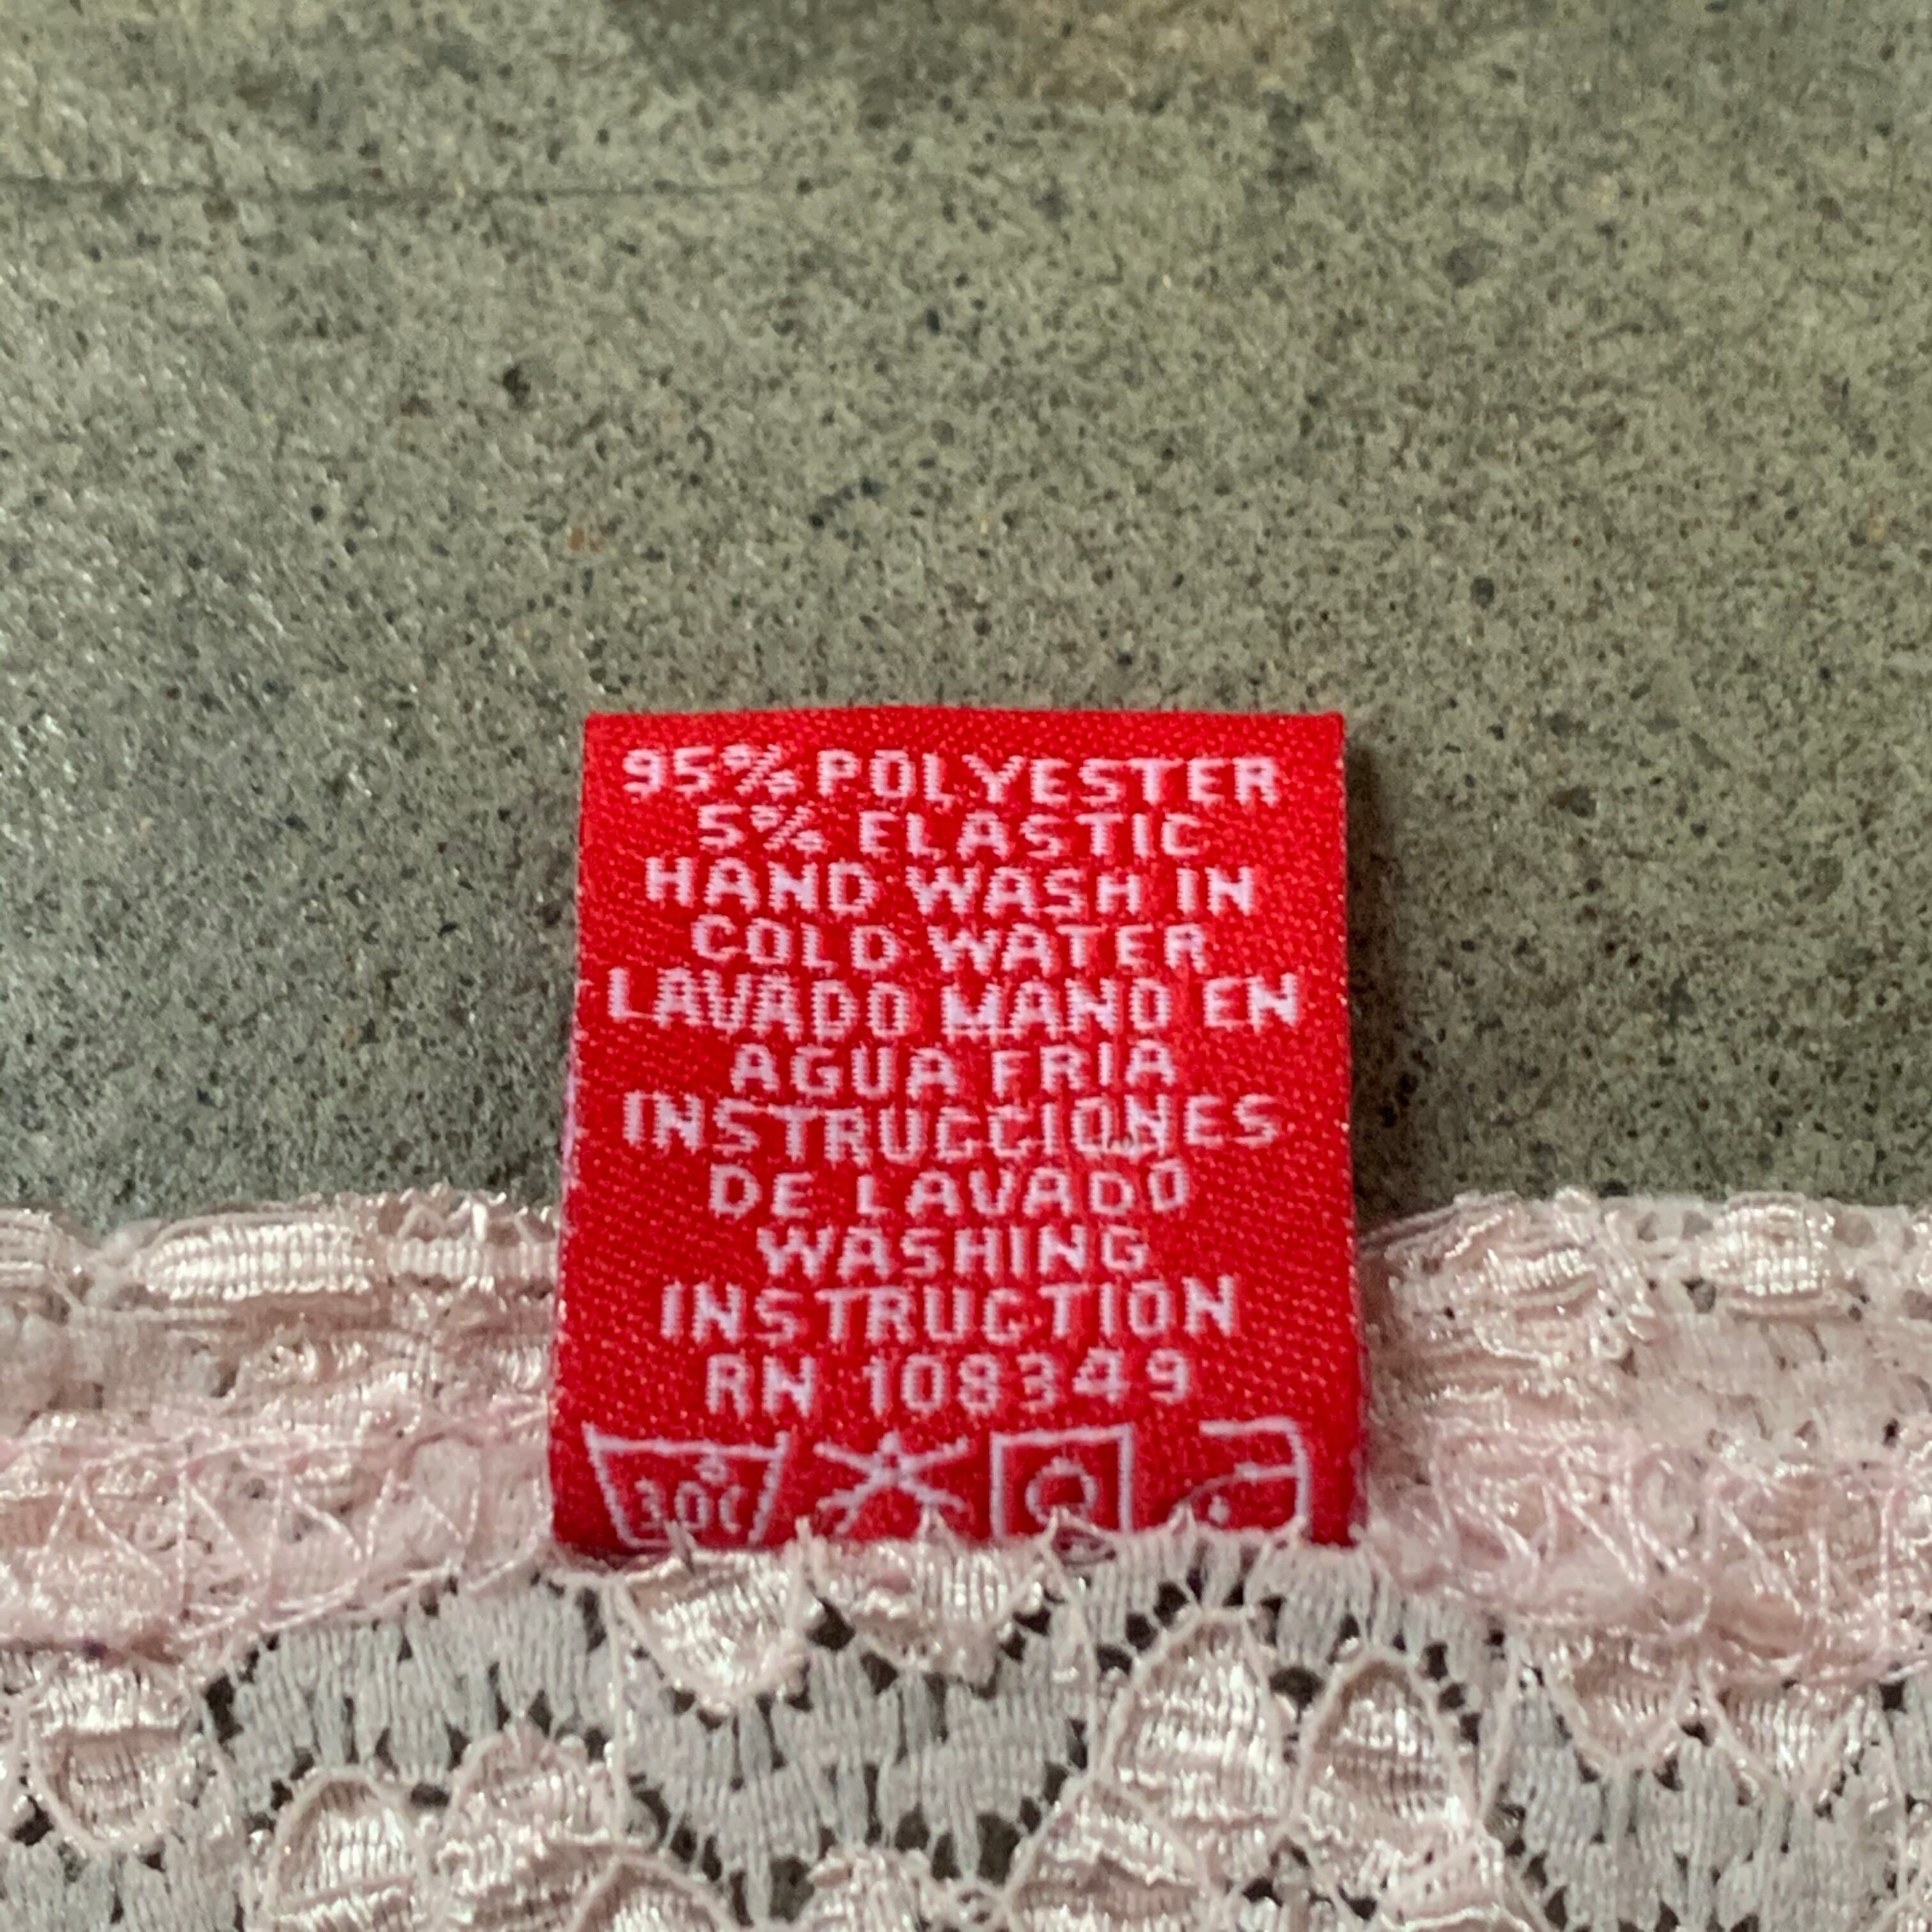 95% POLYESTER
5% ELASTIC
HAND WASH IN
COLD WATER
LAVADO MANO EN
AGUA FRIA
INSTRUCCIONES
DE LAVADO
WASHING
INSTRUCTION
RN 108349
30C